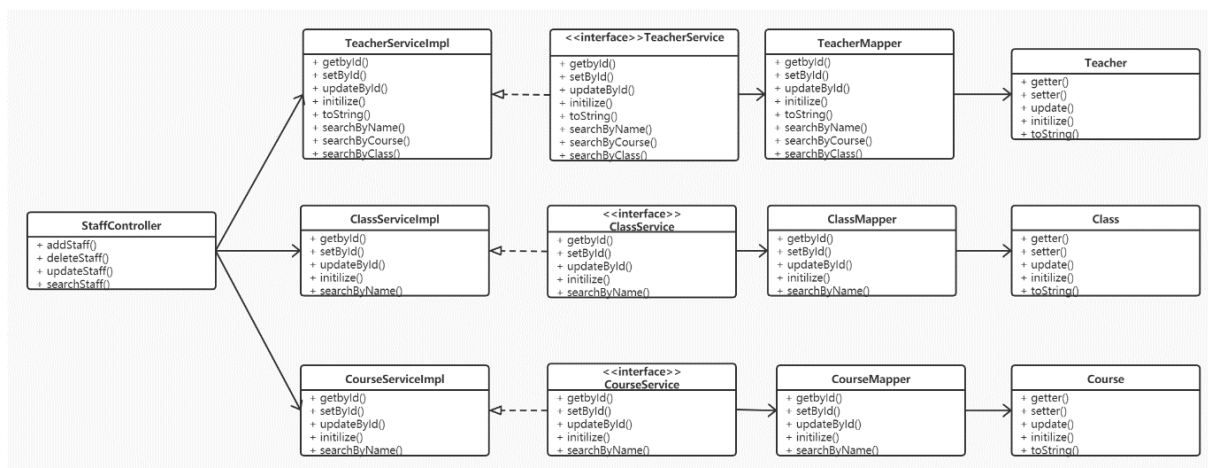 TeacherServiceImpl
+ getbyId()
+ setById()
+ updateById()
+ initilize()
+ toString()
+ searchByName()
+ searchByCourse()
+ searchByClass()
<<interface>>TeacherService
+ getbyId()
+ setById()
+ updateById()
+ initilize()
+ toString()
+ searchByName()
+ searchByCourse()
+ searchByClass()
TeacherMapper
+ getbyId()
+ setById()
+ updateById()
+ initilize()
+ toString()
+ searchByName()
+ searchByCourse()
+ searchByClass()
Teacher
+ getter()
+ setter()
+ update()
+ initilize()
+ toString()
StaffController
+ addStaff()
+ deleteStaff()
+ updateStaff()
+ searchStaff()
ClassServiceImpl
+ getbyId()
+ setById()
+ updateById()
+ initilize()
+ searchByName()
<<interface>>
ClassService
+ getbyId()
+ setById()
+ updateById()
+ initilize()
+ searchByName()
ClassMapper
+ getbyId()
+ setById()
+ updateById()
+ initilize()
+ searchByName()
Class
+ getter()
+ setter()
+ update()
+ initilize()
+ toString()
CourseServiceImpl
+ getbyId()
+ setById()
+ updateById()
+ initilize()
+ searchByName()
<<interface>>
CourseService
+ getbyId()
+ setById()
+ updateById()
+ initilize()
+ searchByName()
CourseMapper
+ getbyId()
+ setById()
+ updateById()
+ initilize()
+ searchByName()
Course
+ getter()
+ setter()
+ update()
+ initilize()
+ toString()